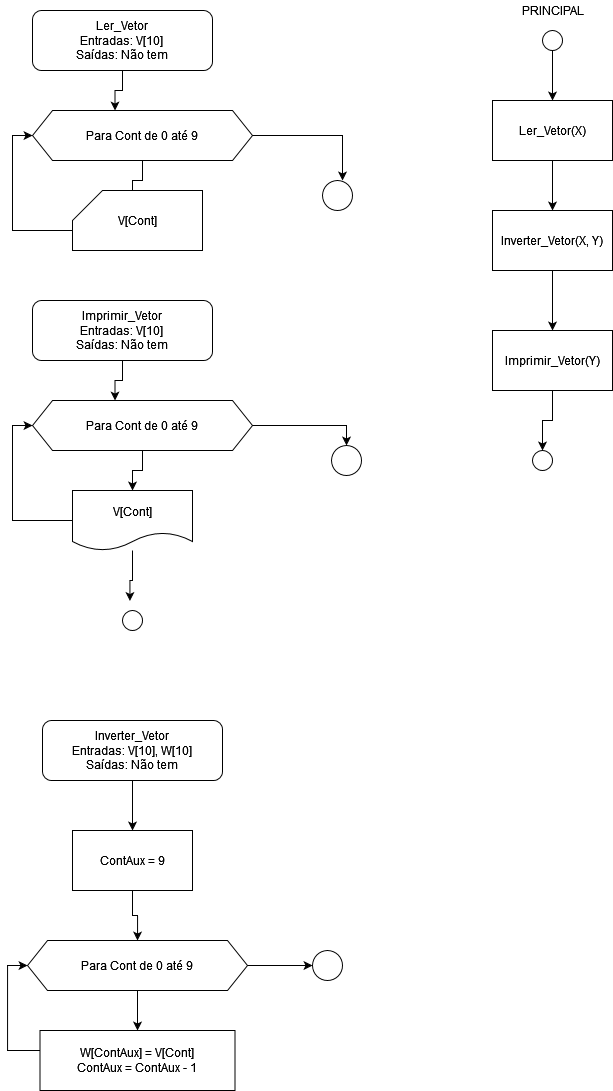 PRINCIPAL
Ler_Vetor
Entradas: V[10]
Saídas: Não tem
Para Cont de 0 até 9
V[Cont]
Ler_Vetor(X)
Inverter_Vetor(X, Y)
Imprimir_Vetor(Y)
Imprimir_Vetor
Entradas: V[10]
Saídas: Não tem
Para Cont de 0 até 9
V[Cont]
Inverter_Vetor
Entradas: V[10], W[10]
Saídas: Não tem
ContAux = 9
Para Cont de 0 até 9
W[ContAux] = V[Cont]
ContAux = ContAux - 1